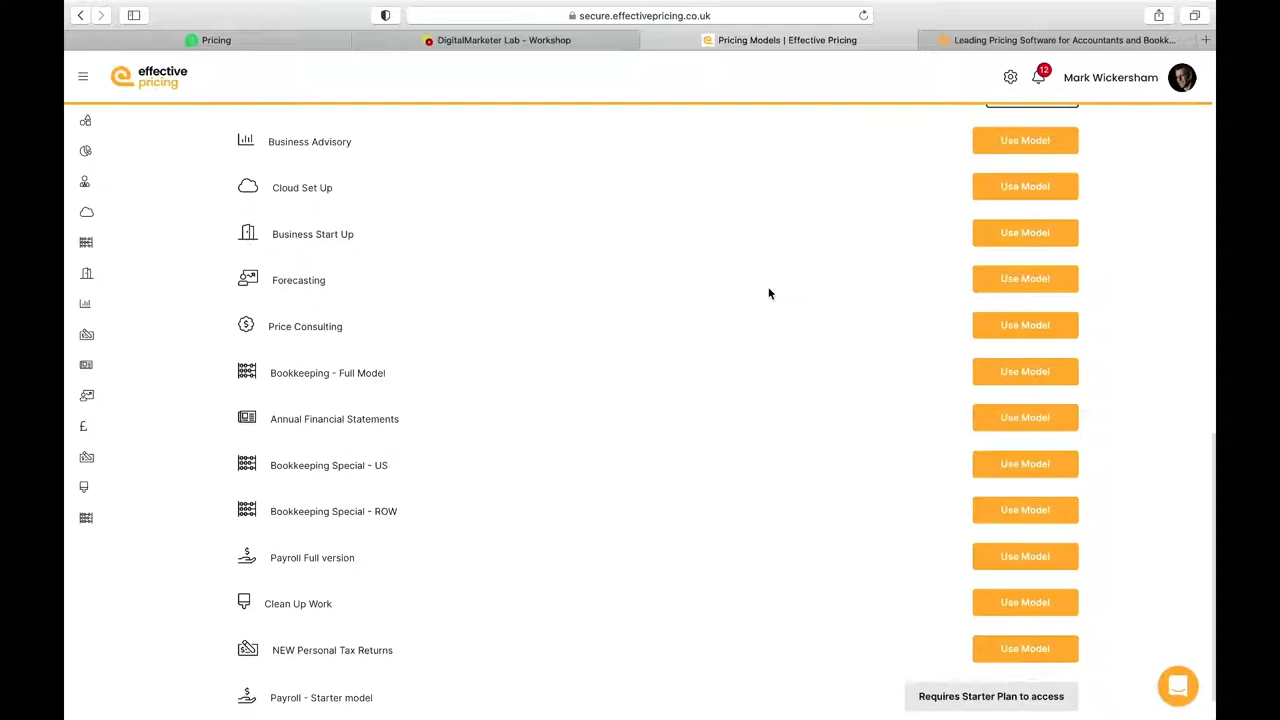 secure.effectivepricing.co.uk
Pricing
DigitalMarketer Lab - Workshop
Pricing Models | Effective Pricing
Leading Pricing Software for Accountants and Bookk...
effective
pricing
12
Mark Wickersham
Business Advisory
Use Model
Cloud Set Up
Use Model
Business Start Up
Use Model
Forecasting
Use Model
Price Consulting
Use Model
Bookkeeping - Full Model
Use Model
Annual Financial Statements
Use Model
Bookkeeping Special - US
Use Model
Bookkeeping Special - ROW
Use Model
Payroll Full version
Use Model
Clean Up Work
Use Model
NEW Personal Tax Returns
Use Model
Payroll - Starter model
Requires Starter Plan to access